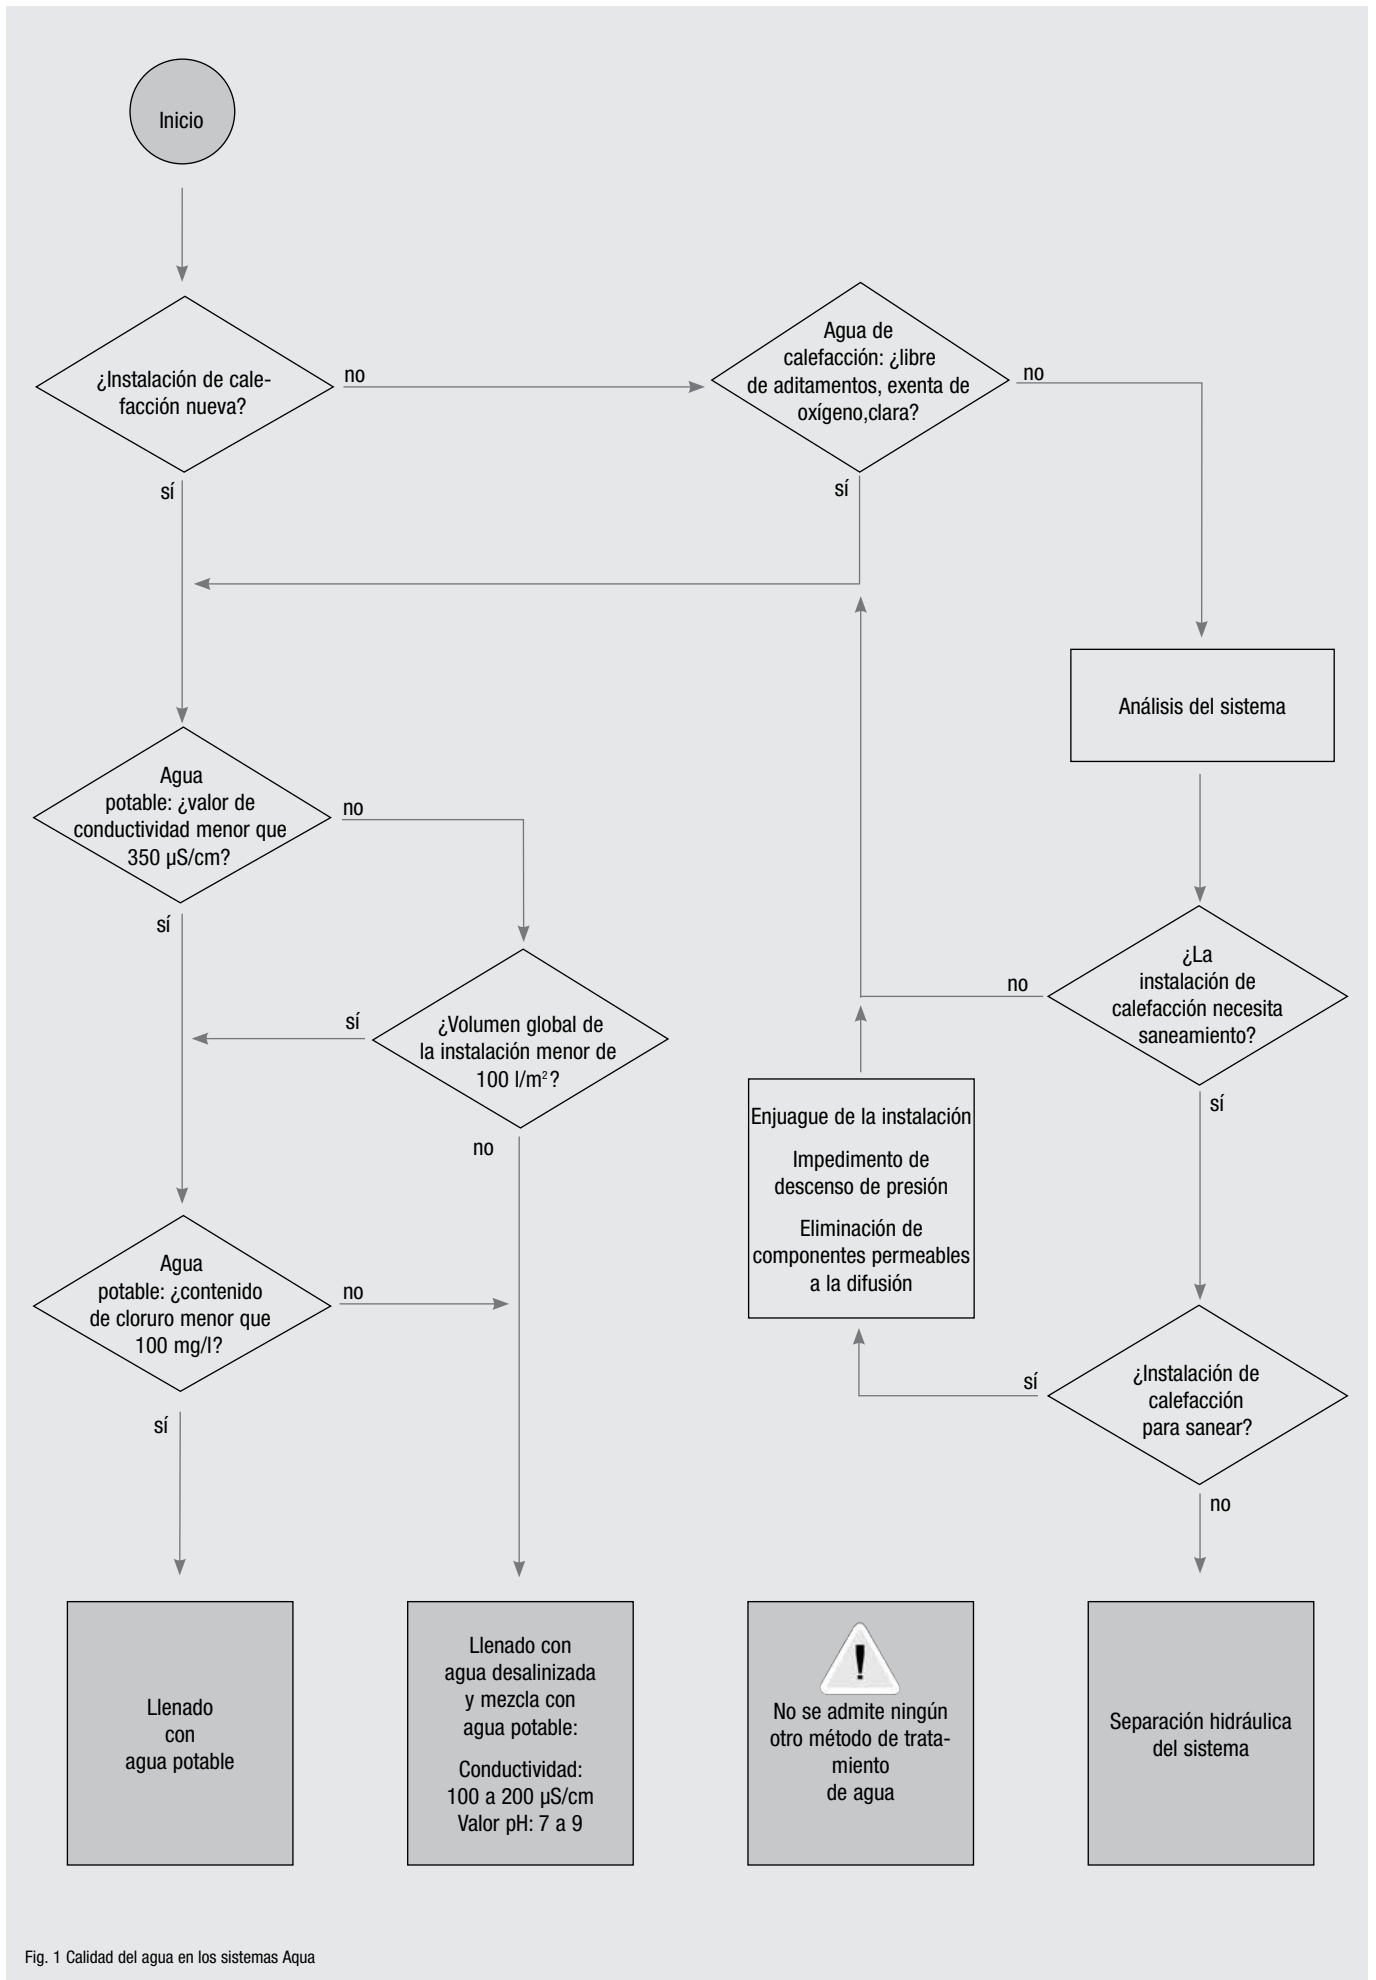 Inicio
¿Instalación de cale-
facción nueva?
no
sí
Agua de
calefacción: ¿libre
de aditamentos, exenta de
oxígeno,clara?
no
sí
Análisis del sistema
Agua
potable: ¿valor de
conductividad menor que
350 µS/cm?
no
sí
¿Volumen global de
la instalación menor de
100 l/m²?
sí
no
¿La
instalación de
calefacción necesita
saneamiento?
no
sí
Enjuague de la instalación
Impedimento de
descenso de presión
Eliminación de
componentes permeables
a la difusión
Agua
potable: ¿contenido
de cloruro menor que
100 mg/l?
no
sí
¿Instalación de
calefacción
para sanear?
sí
no
Llenado
con
agua potable
Llenado con
agua desalinizada
y mezcla con
agua potable:
Conductividad:
100 a 200 µS/cm
Valor pH: 7 a 9
!
No se admite ningún
otro método de trata-
miento
de agua
Separación hidráulica
del sistema
Fig. 1 Calidad del agua en los sistemas Aqua